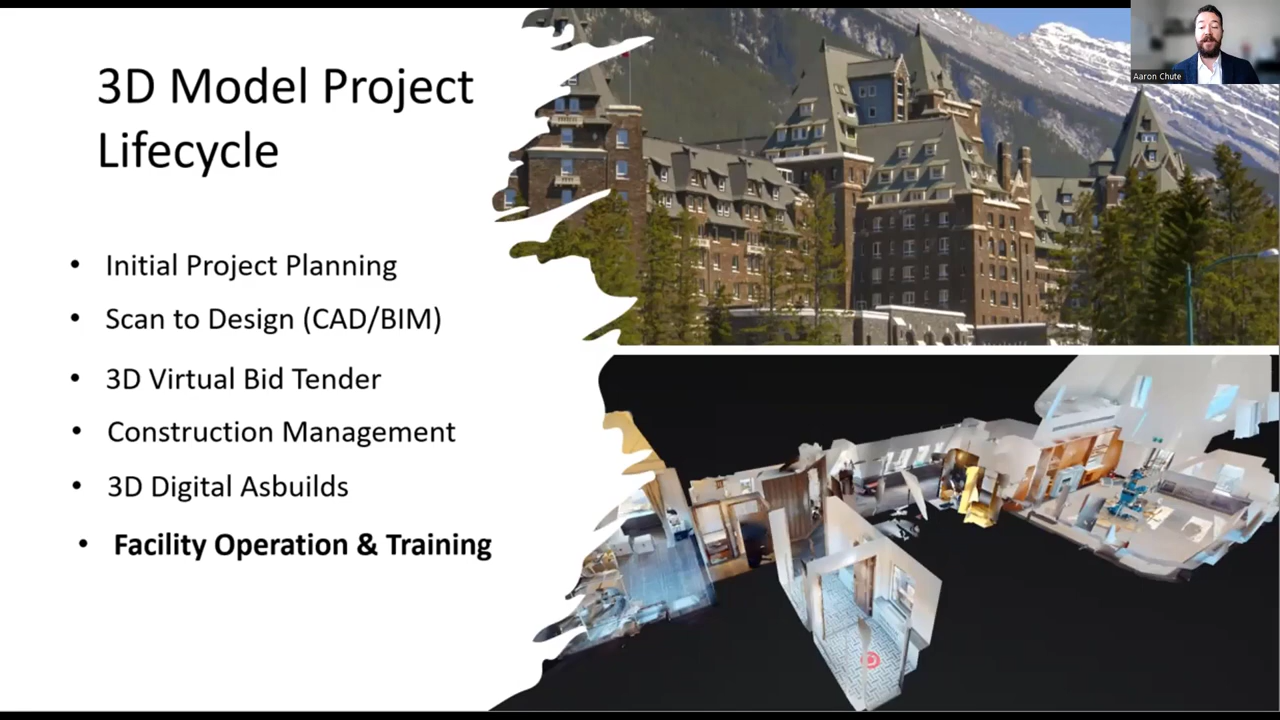 3D Model Project
Lifecycle
• Initial Project Planning
• Scan to Design (CAD/BIM)
• 3D Virtual Bid Tender
• Construction Management
• 3D Digital Asbuilds
• Facility Operation & Training
Aaron Chute